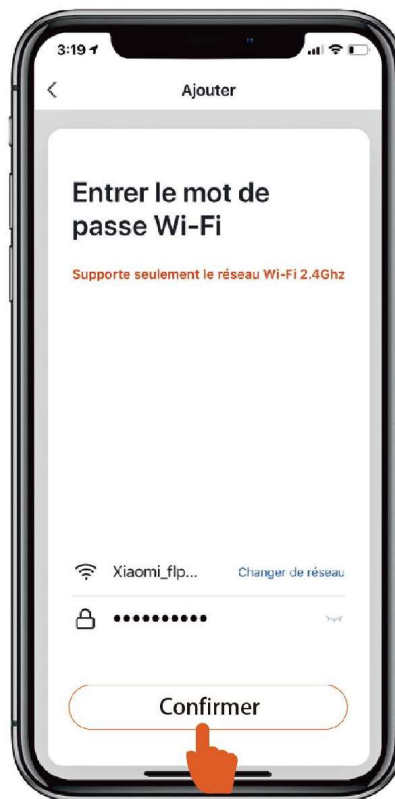 3:19
Ajouter
Entrer le mot de
passe Wi-Fi
Supporte seulement le réseau Wi-Fi 2.4Ghz
Xiaomi_flp... Changer de réseau
••••••••••
Confirmer